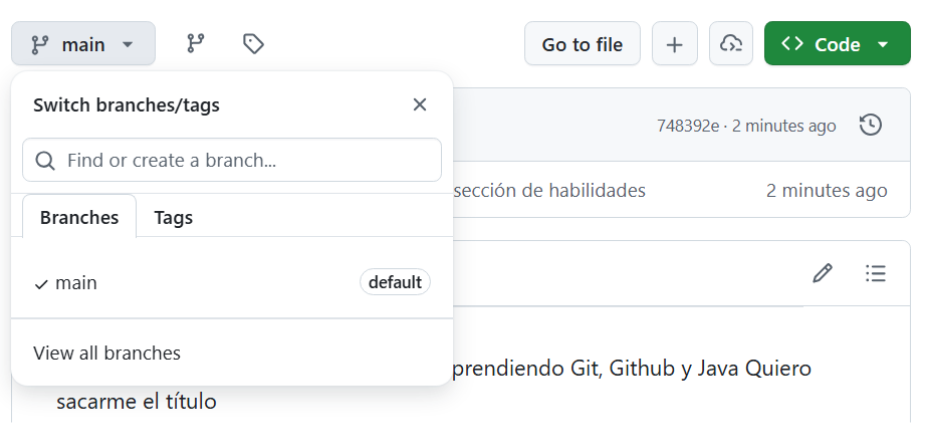 main
Go to file
Code
Switch branches/tags
748392e · 2 minutes ago
Find or create a branch...
sección de habilidades
2 minutes ago
Branches
Tags
main
default
View all branches
prendiendo Git, Github y Java Quiero
sacarme el título